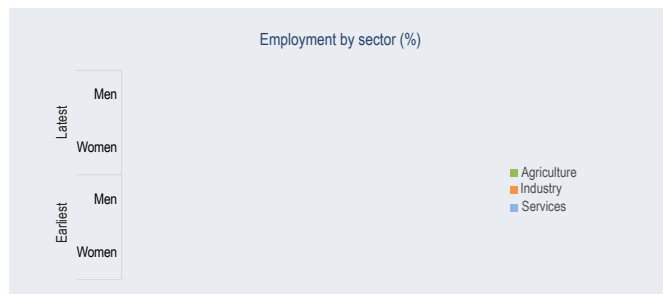 Employment by sector (%)
Latest
Men
Women
Earliest
Men
Women
Agriculture
Industry
Services